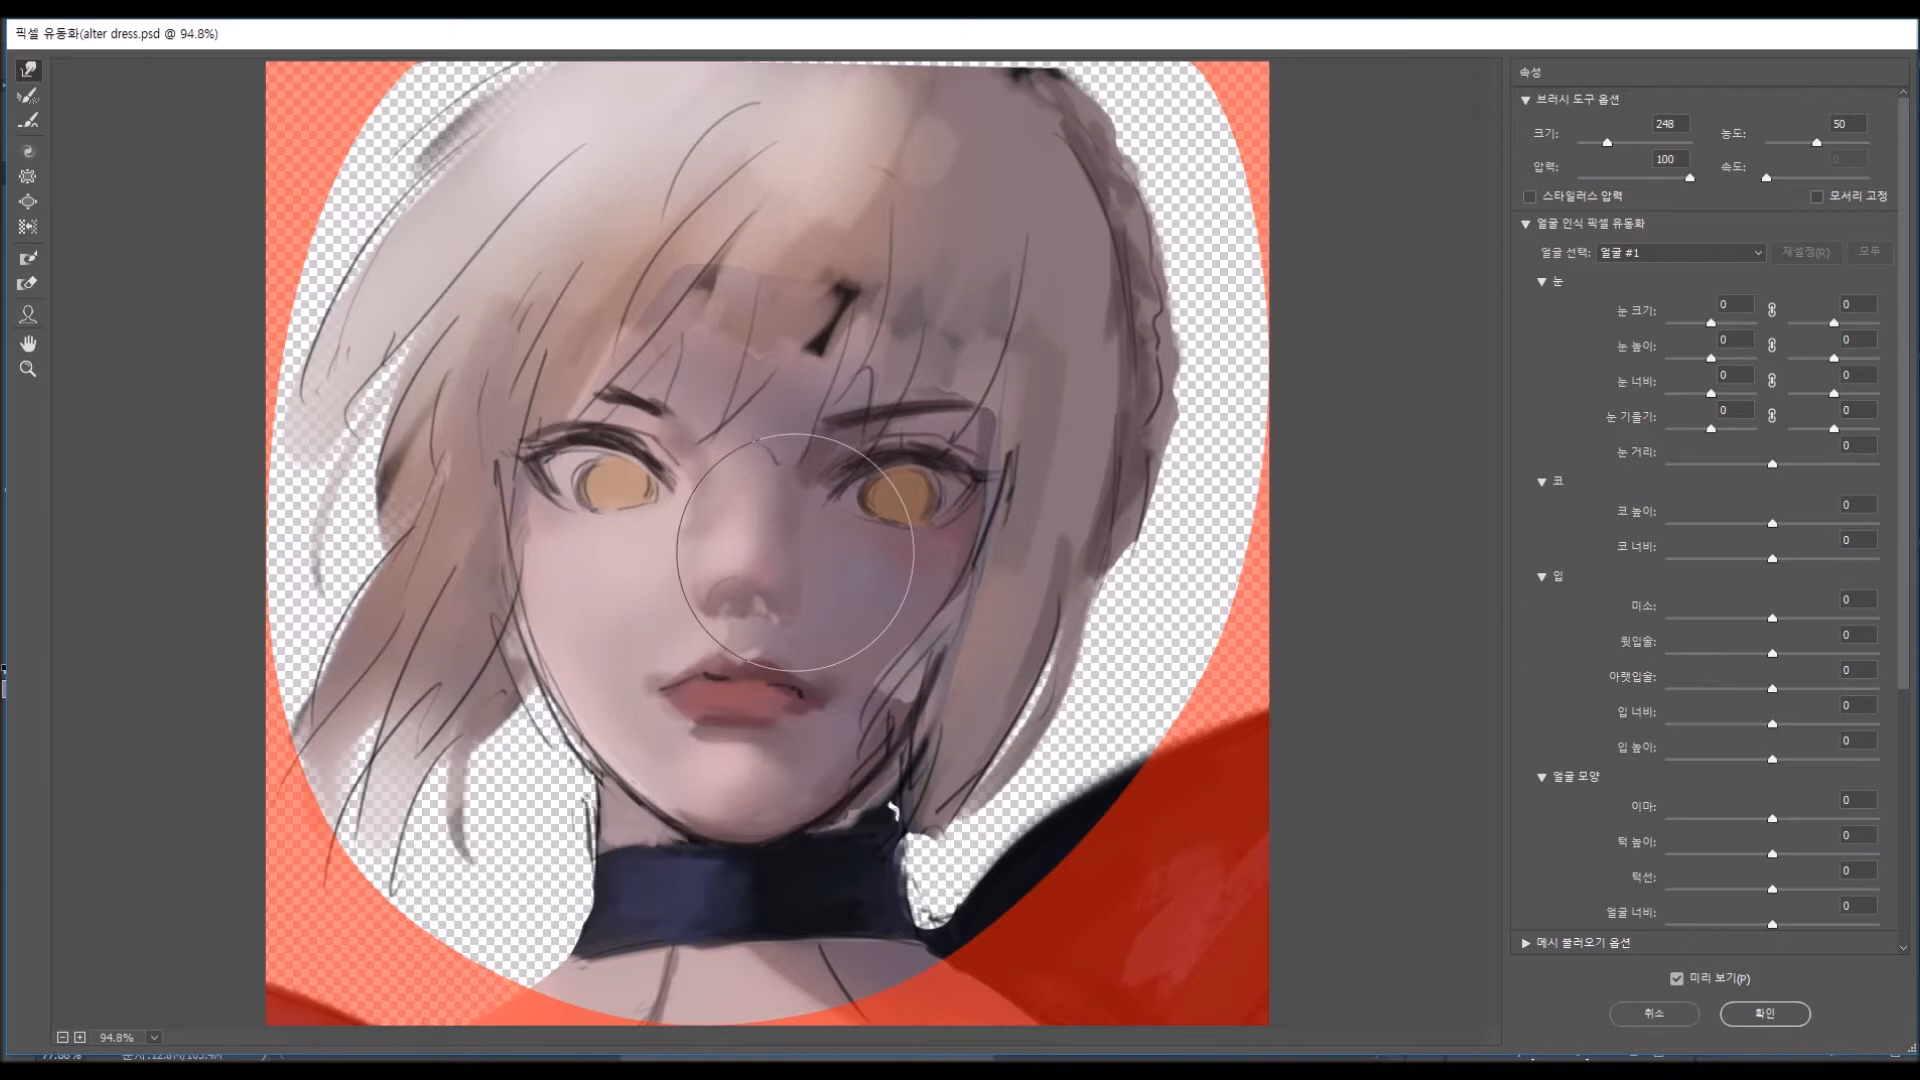 픽셀 유동화(alter dress.psd @ 94.8%)
속성
브러시 도구 옵션
크기: 248 농도: 50
압력: 100 속도: 0
스타일러스 압력 모서리 고정
얼굴 인식 픽셀 유동화
얼굴 선택: 얼굴 #1 재설정(R) 모두
눈
눈 크기: 0 0
눈 높이: 0 0
눈 너비: 0 0
눈 기울기: 0 0
눈 거리: 0
코
코 높이: 0
코 너비: 0
입
미소: 0
윗입술: 0
아랫입술: 0
입 너비: 0
입 높이: 0
얼굴 모양
이마: 0
턱 높이: 0
턱선: 0
얼굴 너비: 0
메시 불러오기 옵션
미리 보기(P)
취소 확인
94.8%